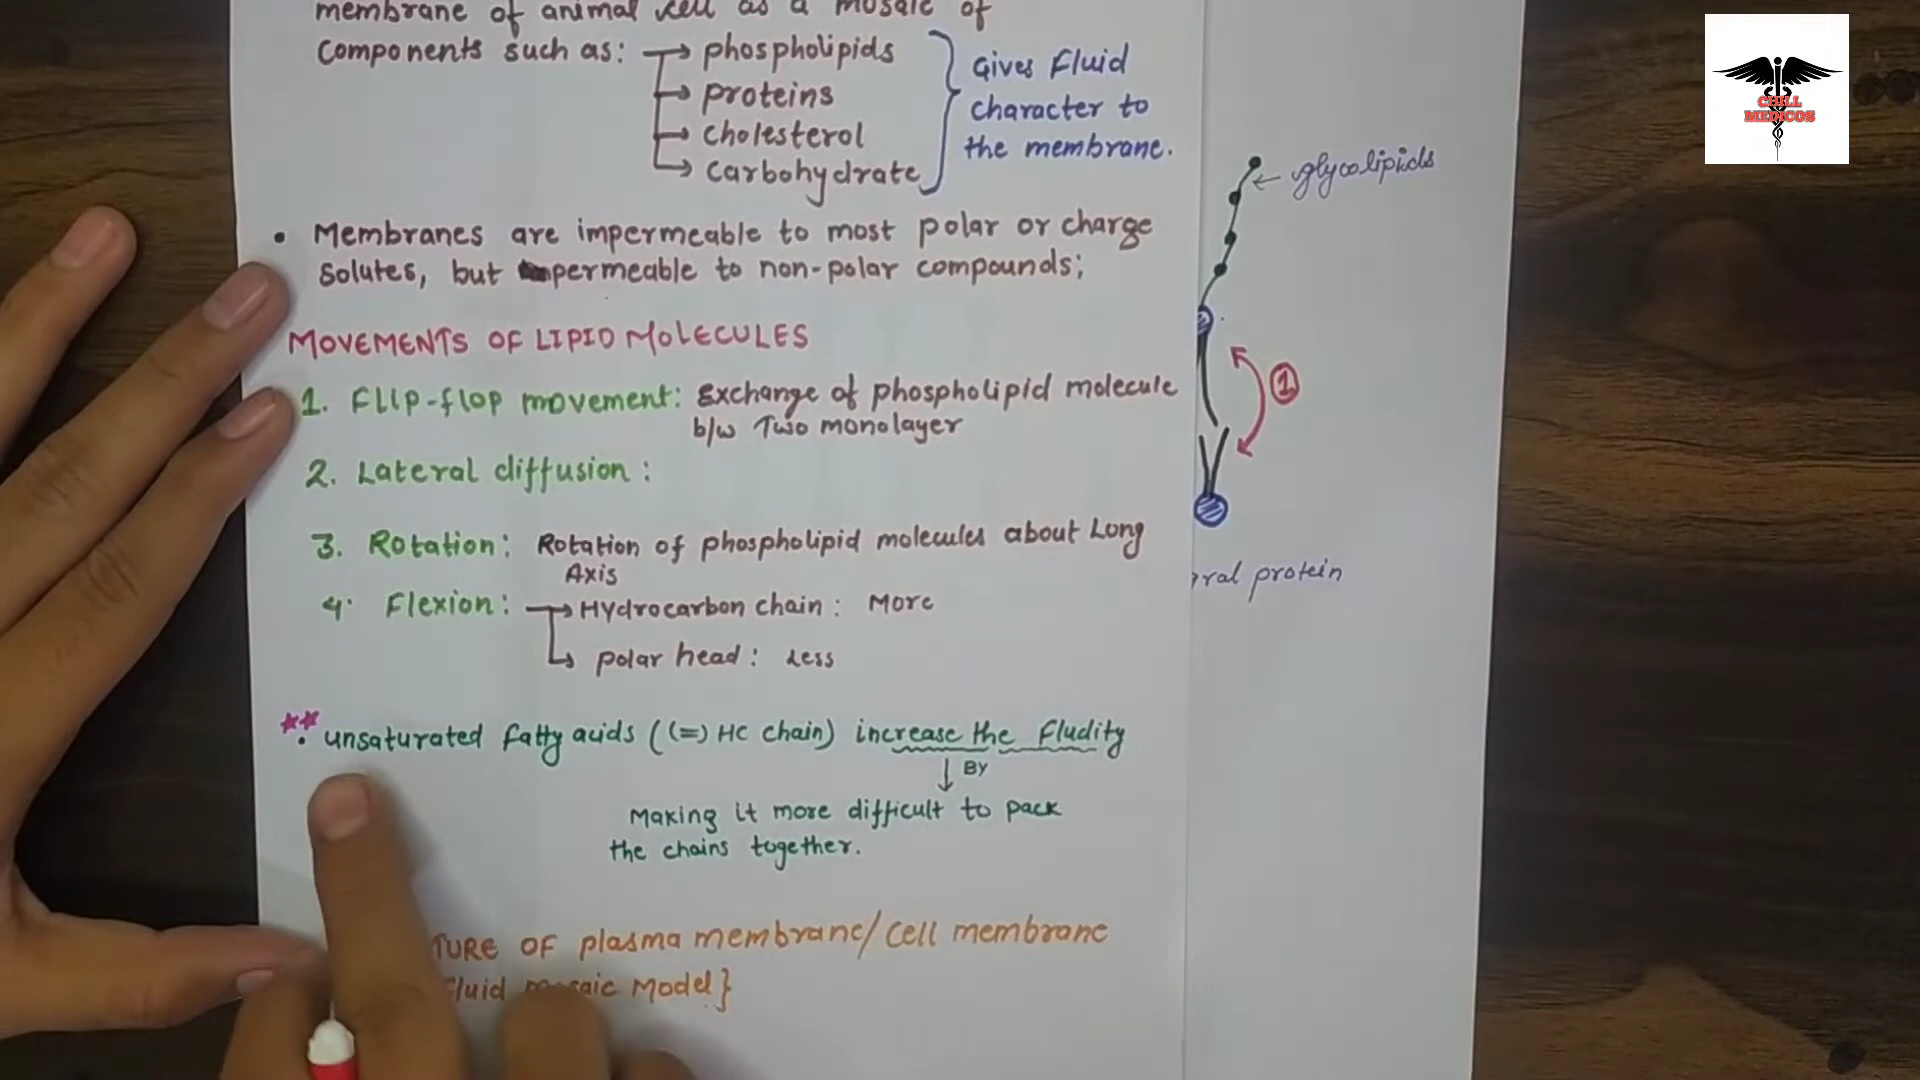 membrane of animal cell as a mosaic of
components such as: → phospholipids
→ proteins
→ cholesterol
→ carbohydrate
Gives Fluid
character to
the membrane.
CHILL
MEDICOS
← glycolipids
• Membranes are impermeable to most polar or charge
solutes, but permeable to non-polar compounds;
MOVEMENTS OF LIPID MOLECULES
1. Flip-flop movement: Exchange of phospholipid molecule
b/w Two monolayer
1
2. Lateral diffusion:
3. Rotation: Rotation of phospholipid molecules about Long
Axis
4. Flexion: → Hydrocarbon chain: More
→ polar head: Less
protein
** • unsaturated fatty acids ((=) HC chain) increase the Fludity
↓ By
Making it more difficult to pack
the chains together.
TURE OF plasma membrane/cell membrane
Fluid mosaic Model}